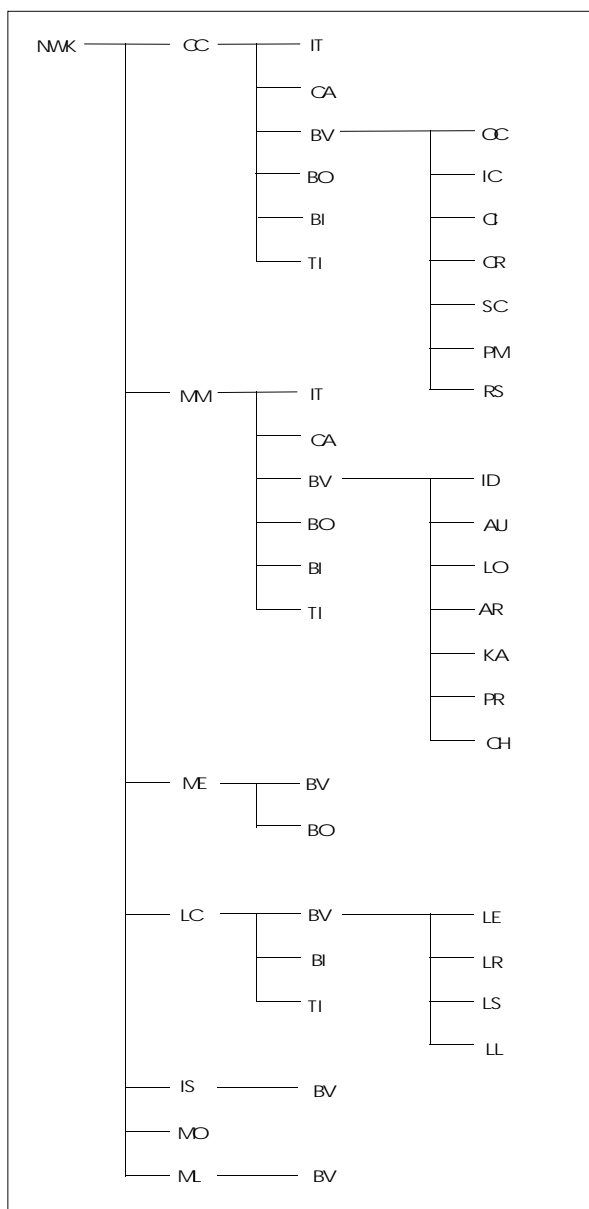 NWK CC IT
CA
BV OC
BO IC
BI CI
TI CR
SC
PM
MM IT RS
CA
BV ID
BO AU
BI LO
TI AR
KA
PR
CH
ME BV
BO
LC BV LE
BI LR
TI LS
LL
IS BV
MO
ML BV